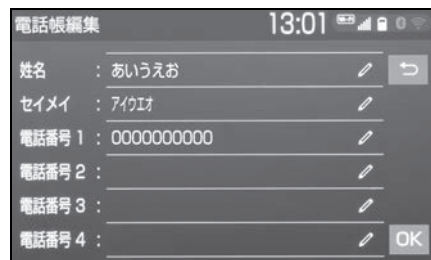 電話帳編集 13:01
姓名 : あいうえお
セイメイ : ｱｲｳｴｵ
電話番号 1 : 0000000000
電話番号 2 :
電話番号 3 :
電話番号 4 : OK